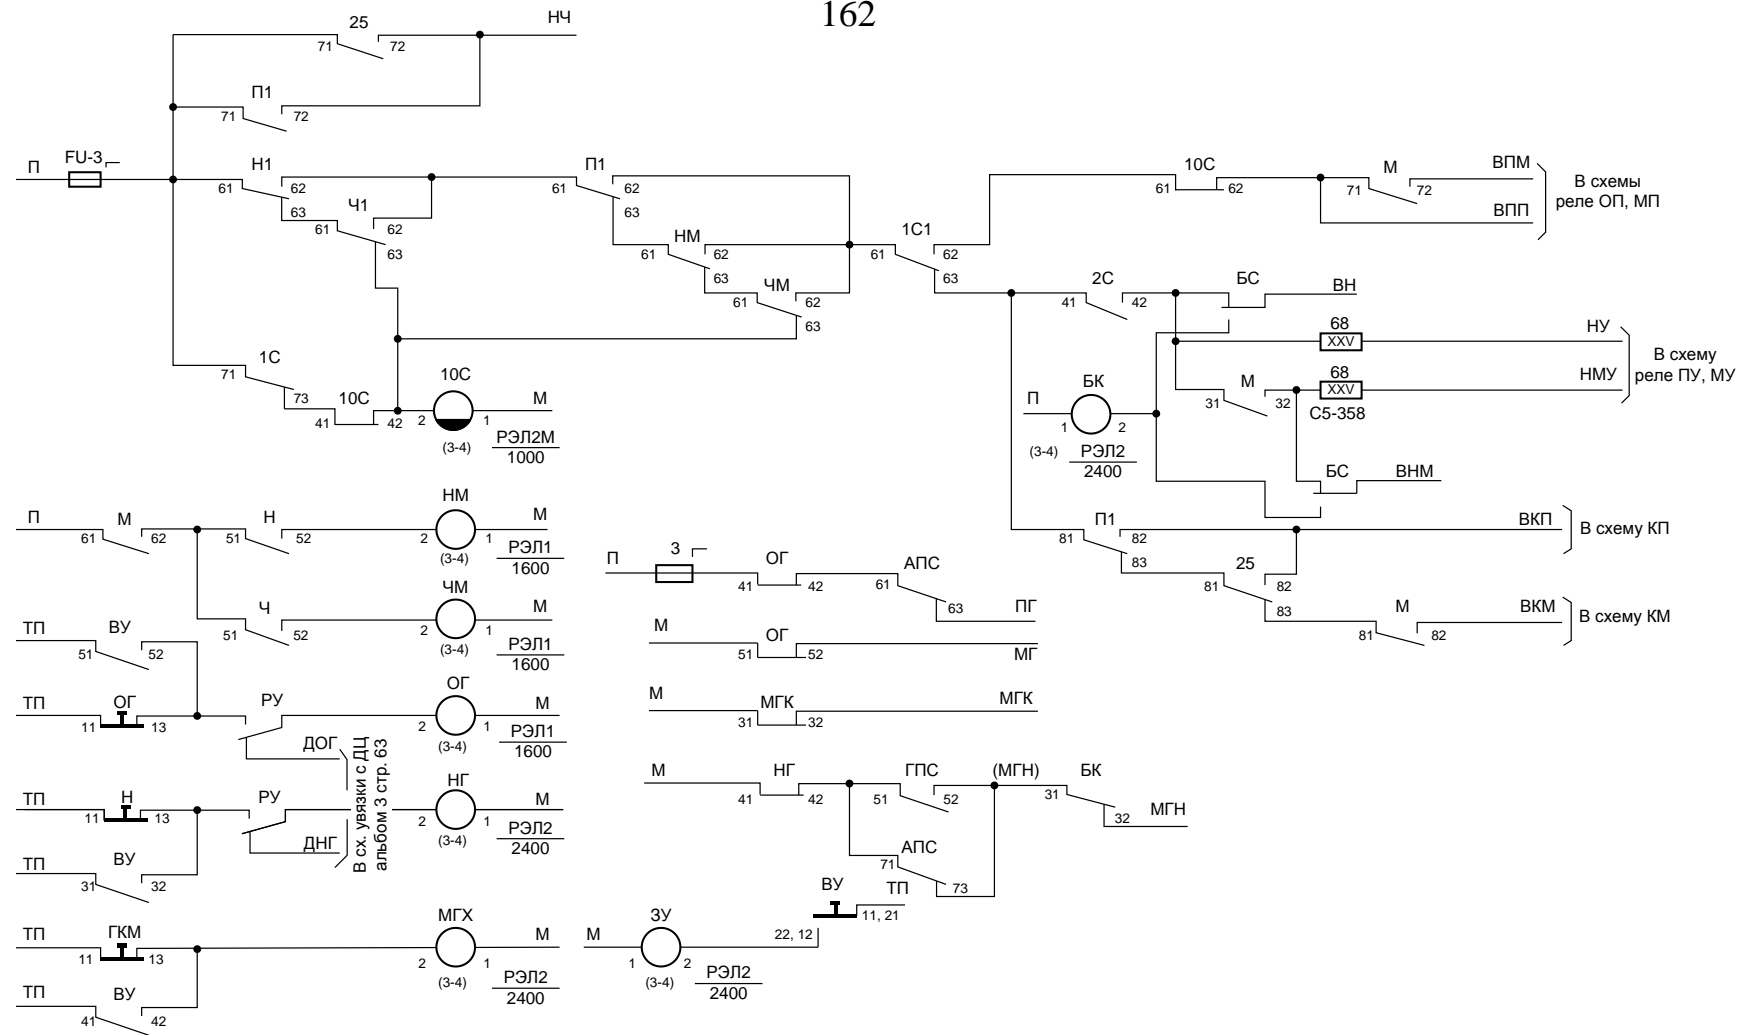 162
25
НЧ
71 72
П1
71 72
П
FU-3
Н1
61 62
63
Ч1
61 62
63
П1
61 62
63
НМ
61 62
63
ЧМ
61 62
63
1С1
61 62
63
10С
61 62
М
71 72
ВПМ
ВПП
В схемы
реле ОП, МП
1С
71
73
10С
41 42
10С
2 1
М
(3-4)
РЭЛ2М
1000
2С
41 42
БС
ВН
68
XXV
НУ
М
31 32
68
XXV
С5-358
НМУ
В схему
реле ПУ, МУ
П
БК
1 2
(3-4)
РЭЛ2
2400
БС
ВНМ
П1
81 82
83
ВКП
В схему КП
25
81 82
83
М
81 82
ВКМ
В схему КМ
П
М
61 62
Н
51 52
НМ
2 1
М
(3-4)
РЭЛ1
1600
Ч
51 52
ЧМ
2 1
М
(3-4)
РЭЛ1
1600
ТП
ВУ
51 52
ТП
ОГ
11 13
РУ
ДОГ
ОГ
2 1
М
(3-4)
РЭЛ1
1600
В сх. увязки с ДЦ
альбом 3 стр. 63
ТП
Н
11 13
РУ
ДНГ
НГ
2 1
М
(3-4)
РЭЛ2
2400
ТП
ВУ
31 32
ТП
ГКМ
11 13
МГХ
2 1
М
(3-4)
РЭЛ2
2400
ТП
ВУ
41 42
П
3
ОГ
41 42
АПС
61
63
ПГ
М
ОГ
51 52
МГ
М
МГК
31 32
МГК
М
НГ
41 42
ГПС
51 52
(МГН)
БК
31
32
МГН
АПС
71
73
М
ЗУ
1 2
(3-4)
РЭЛ2
2400
ВУ
ТП
11, 21
22, 12